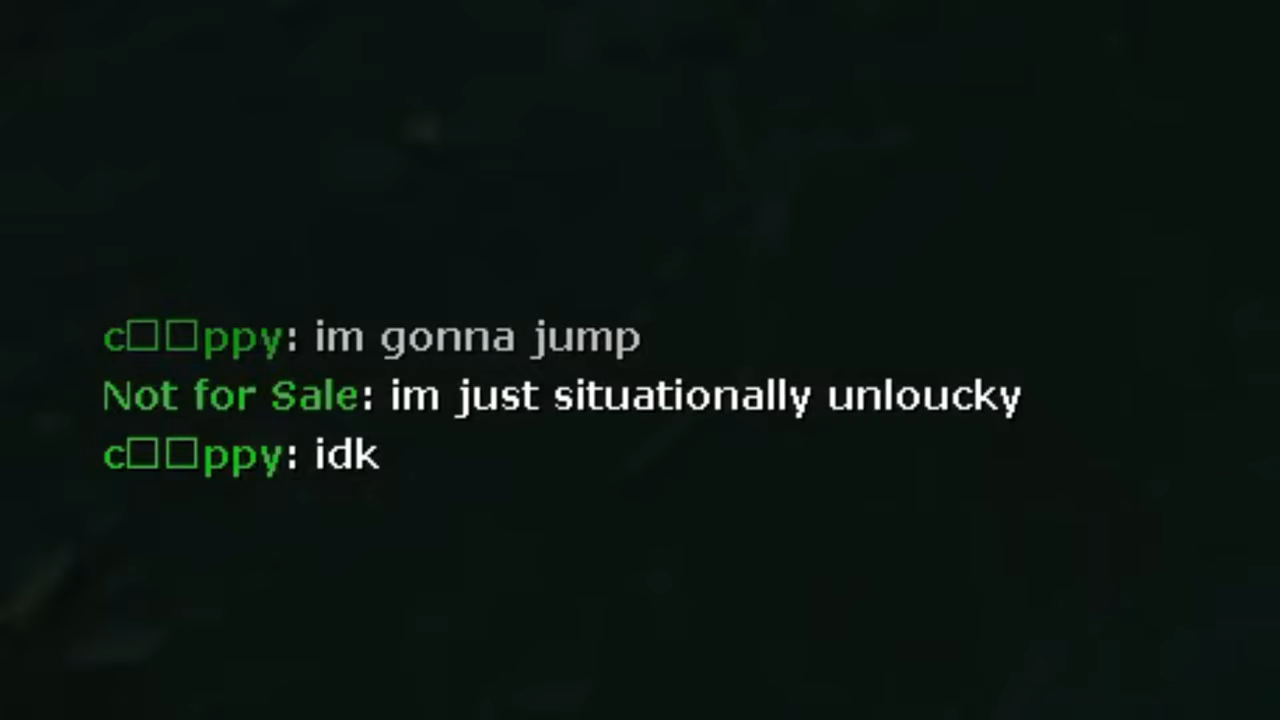 c□□ppy: im gonna jump
Not for Sale: im just situationally unloucky
c□□ppy: idk